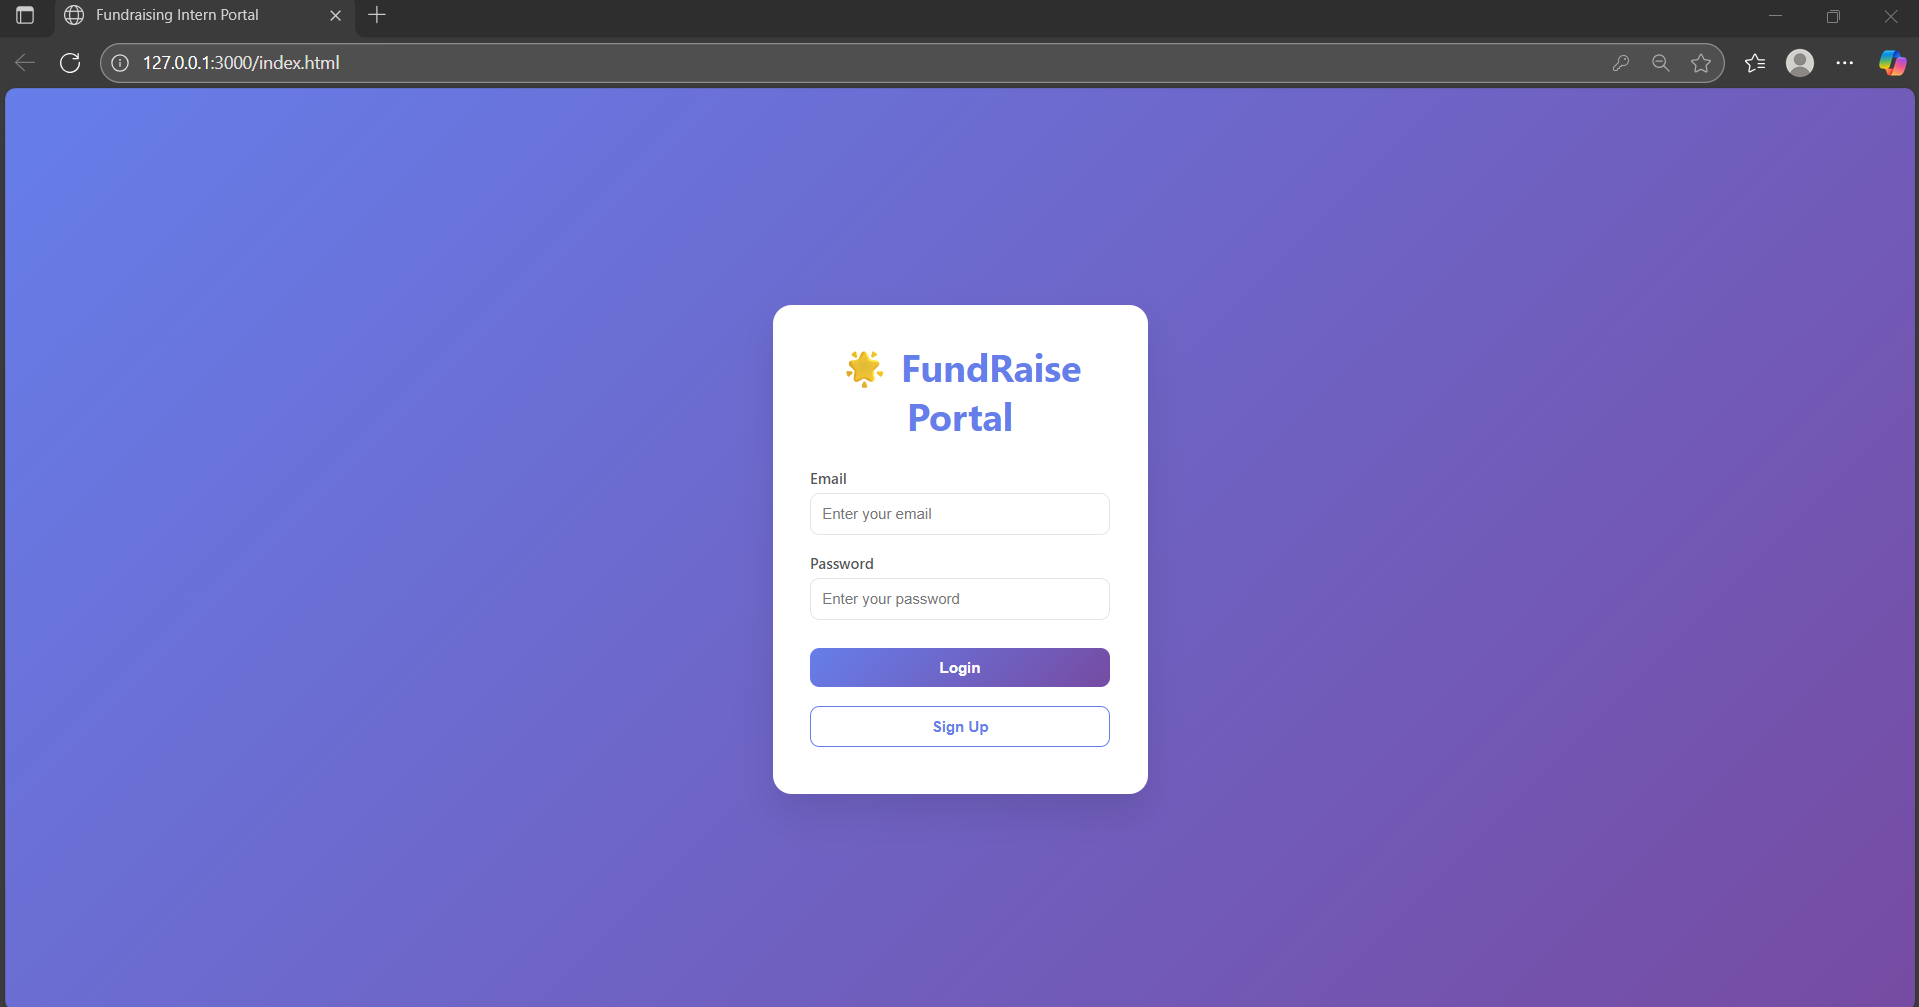 Fundraising Intern Portal
127.0.0.1:3000/index.html
🌟 FundRaise
Portal
Email
Enter your email
Password
Enter your password
Login
Sign Up